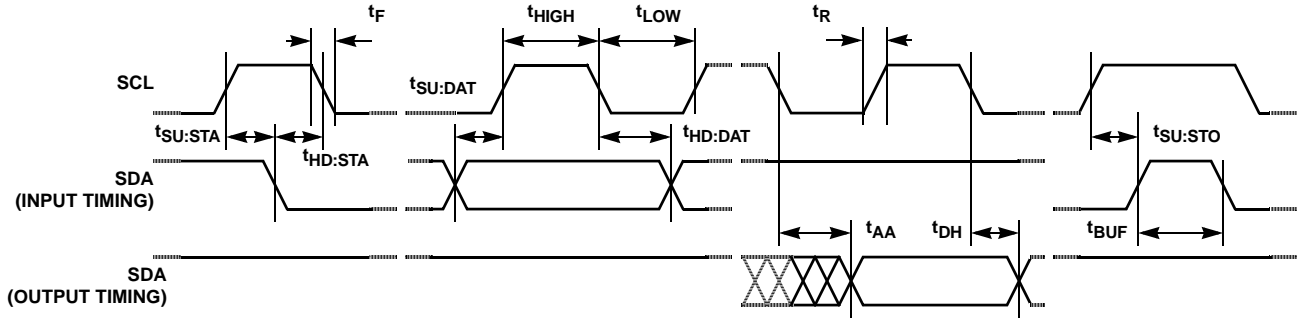 tF
tHIGH
tLOW
tR
SCL
tSU:DAT
tSU:STA
tHD:STA
tHD:DAT
tSU:STO
SDA
(INPUT TIMING)
tAA
tDH
tBUF
SDA
(OUTPUT TIMING)